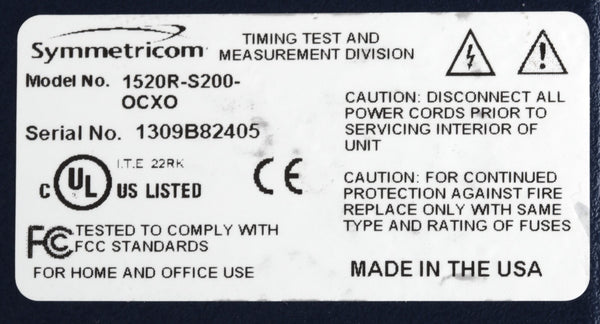 Symmetricom
TIMING TEST AND
MEASUREMENT DIVISION
Model No. 1520R-S200-
OCXO
Serial No. 1309B82405
I.T.E 22RK
C UL US LISTED
CE
FC TESTED TO COMPLY WITH
FCC STANDARDS
FOR HOME AND OFFICE USE
CAUTION: DISCONNECT ALL
POWER CORDS PRIOR TO
SERVICING INTERIOR OF
UNIT
CAUTION: FOR CONTINUED
PROTECTION AGAINST FIRE
REPLACE ONLY WITH SAME
TYPE AND RATING OF FUSES
MADE IN THE USA